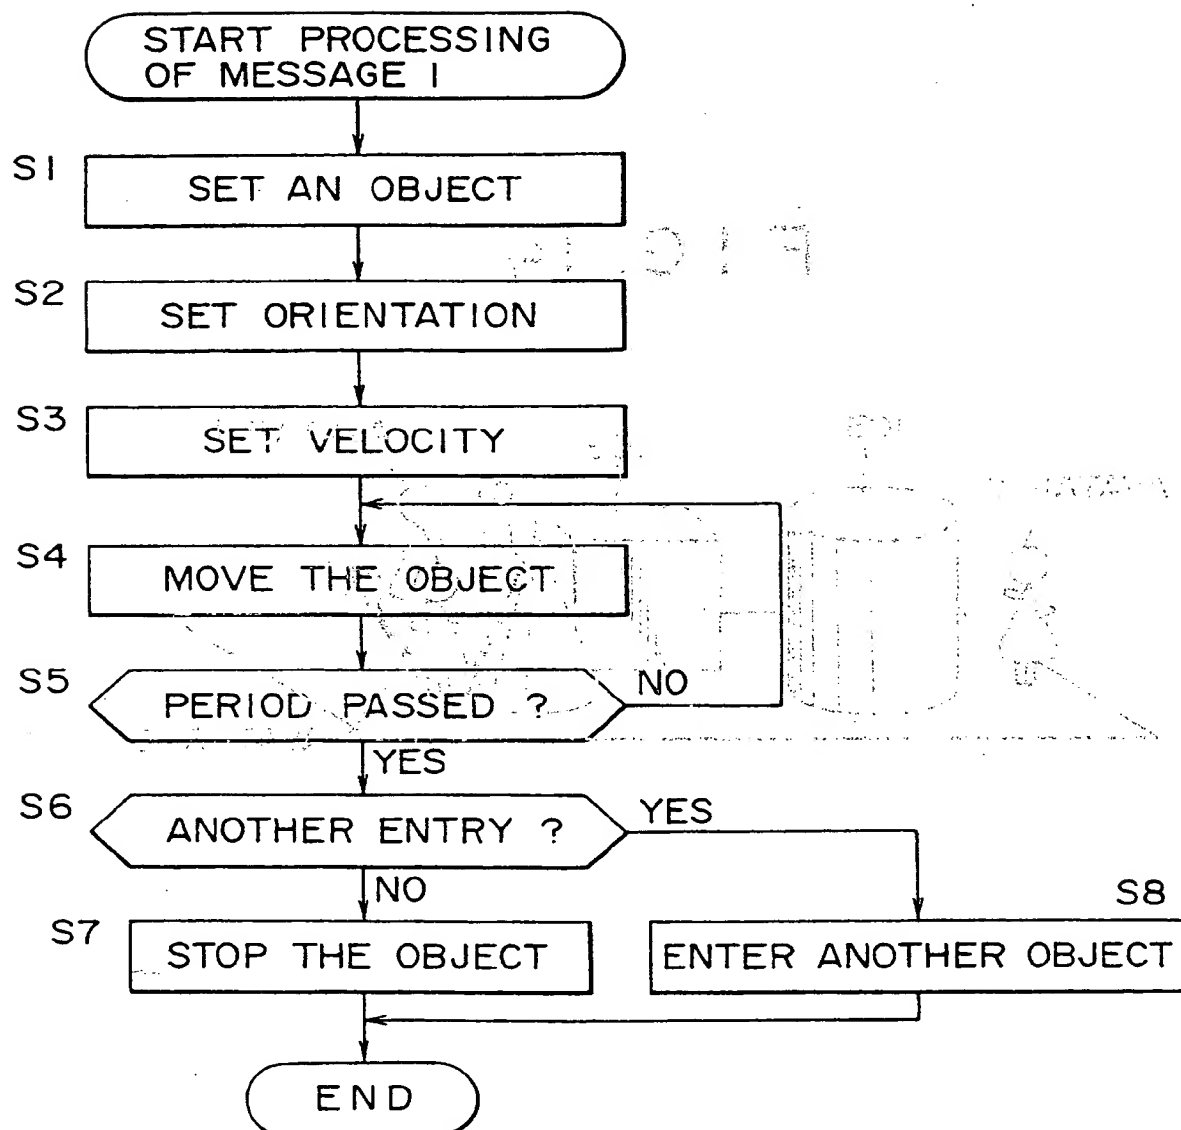 START PROCESSING
OF MESSAGE 1
S1
SET AN OBJECT
S2
SET ORIENTATION
S3
SET VELOCITY
S4
MOVE THE OBJECT
S5
PERIOD PASSED ?
NO
YES
S6
ANOTHER ENTRY ?
YES
NO
S7
STOP THE OBJECT
S8
ENTER ANOTHER OBJECT
END